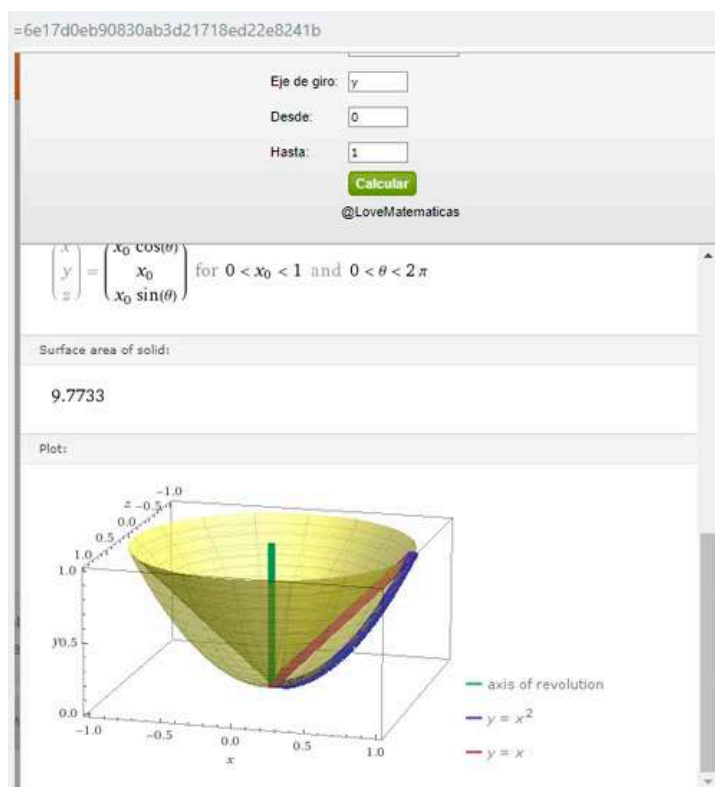 =6e17d0eb90830ab3d21718ed22e8241b
Eje de giro: y
Desde: 0
Hasta: 1
Calcular
@LoveMatematicas
x x₀ cos(θ)
y = x₀ for 0 < x₀ < 1 and 0 < θ < 2 π
z x₀ sin(θ)
Surface area of solid:
9.7733
Plot:
-1.0
z -0.5
0.0
0.5
1.0
1.0
y 0.5
0.0
-1.0
-0.5
0.0
0.5
1.0
x
axis of revolution
y = x²
y = x